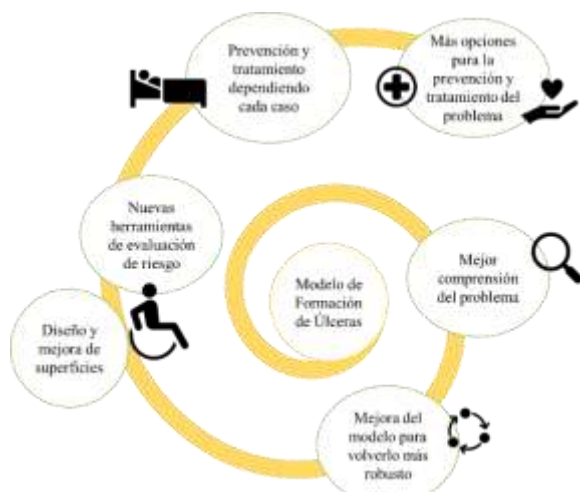 Prevención y
tratamiento
dependiendo
cada caso
Más opciones
para la
prevención y
tratamiento del
problema
Nuevas
herramientas
de evaluación
de riesgo
Mejor
comprensión
del problema
Modelo de
Formación
de Úlceras
Diseño y
mejora de
superficies
Mejora del
modelo para
volverlo más
robusto